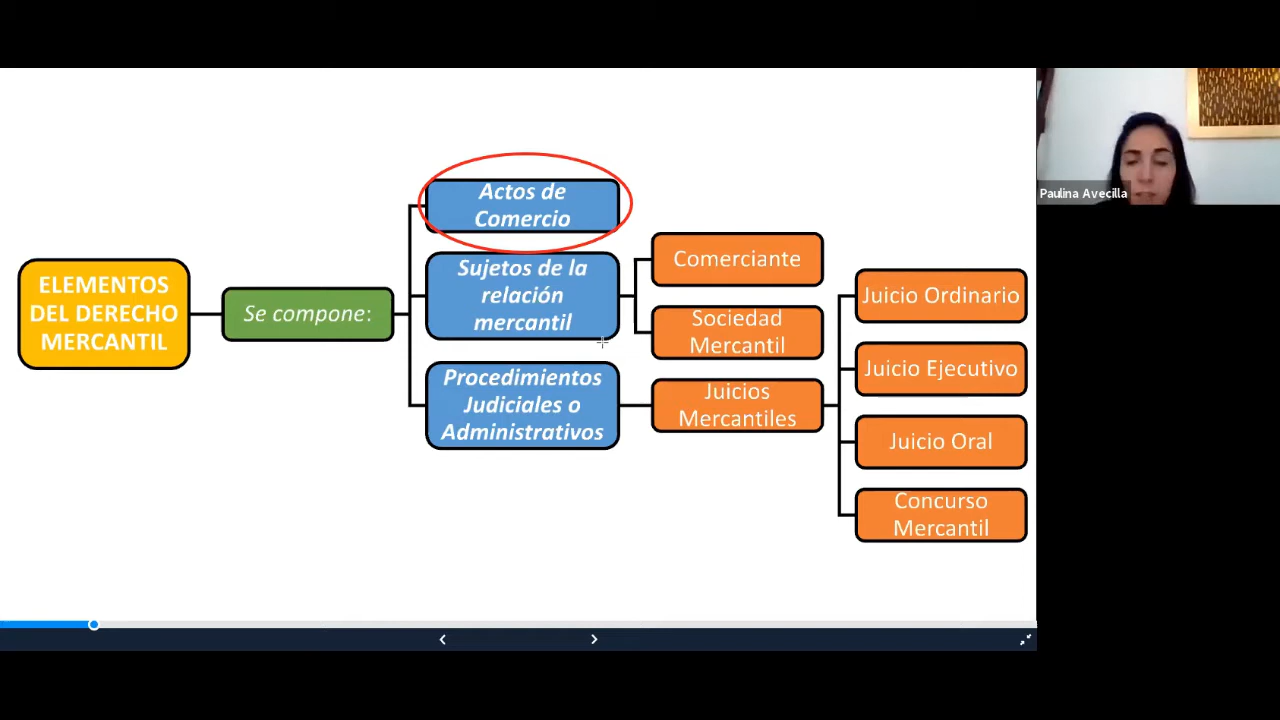 ELEMENTOS
DEL DERECHO
MERCANTIL
Se compone:
Actos de
Comercio
Sujetos de la
relación
mercantil
Procedimientos
Judiciales o
Administrativos
Comerciante
Sociedad
Mercantil
Juicios
Mercantiles
Juicio Ordinario
Juicio Ejecutivo
Juicio Oral
Concurso
Mercantil
Paulina Avecilla